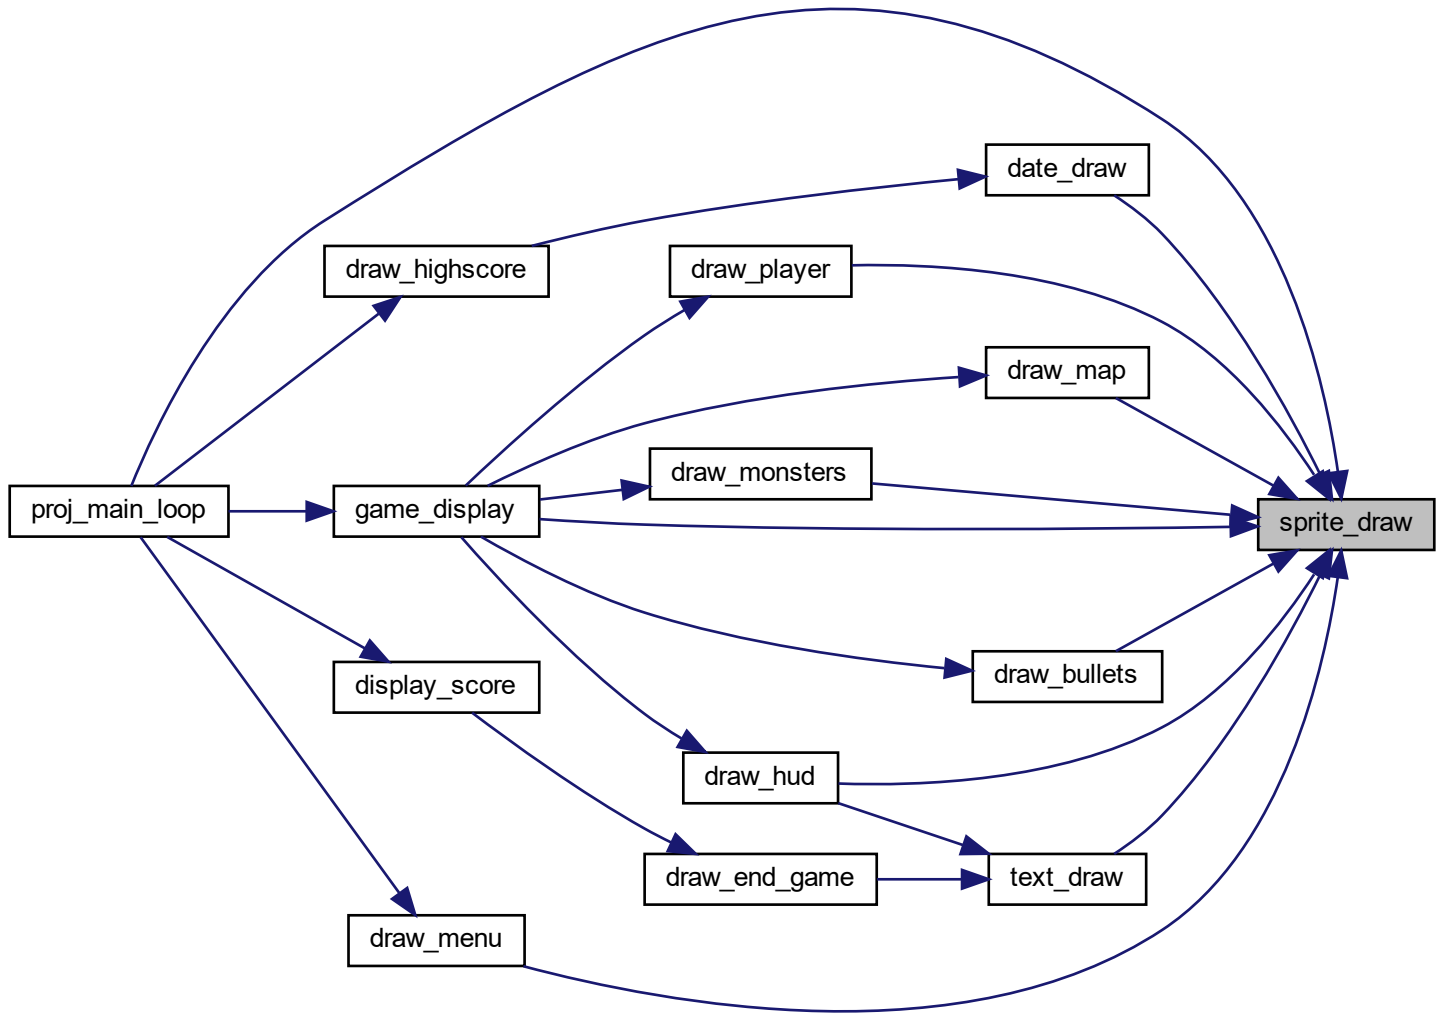 date_draw
draw_highscore
draw_player
draw_map
draw_monsters
proj_main_loop
game_display
sprite_draw
display_score
draw_bullets
draw_hud
draw_end_game
text_draw
draw_menu